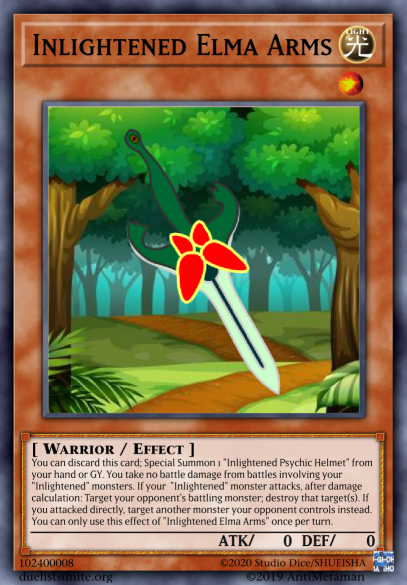 Inlightened Elma Arms
LIGHT
光
[ Warrior / Effect ]
You can discard this card; Special Summon 1 "Inlightened Psychic Helmet" from
your hand or GY. You take no battle damage from battles involving your
"Inlightened" monsters. If your "Inlightened" monster attacks, after damage
calculation: Target your opponent's battling monster; destroy that target(s). If
you attacked directly, target another monster your opponent controls instead.
You can only use this effect of "Inlightened Elma Arms" once per turn.
ATK/ 0 DEF/ 0
102400008
©2020 Studio Dice/SHUEISHA
duelistsunite.org
©2019 AntiMetaman